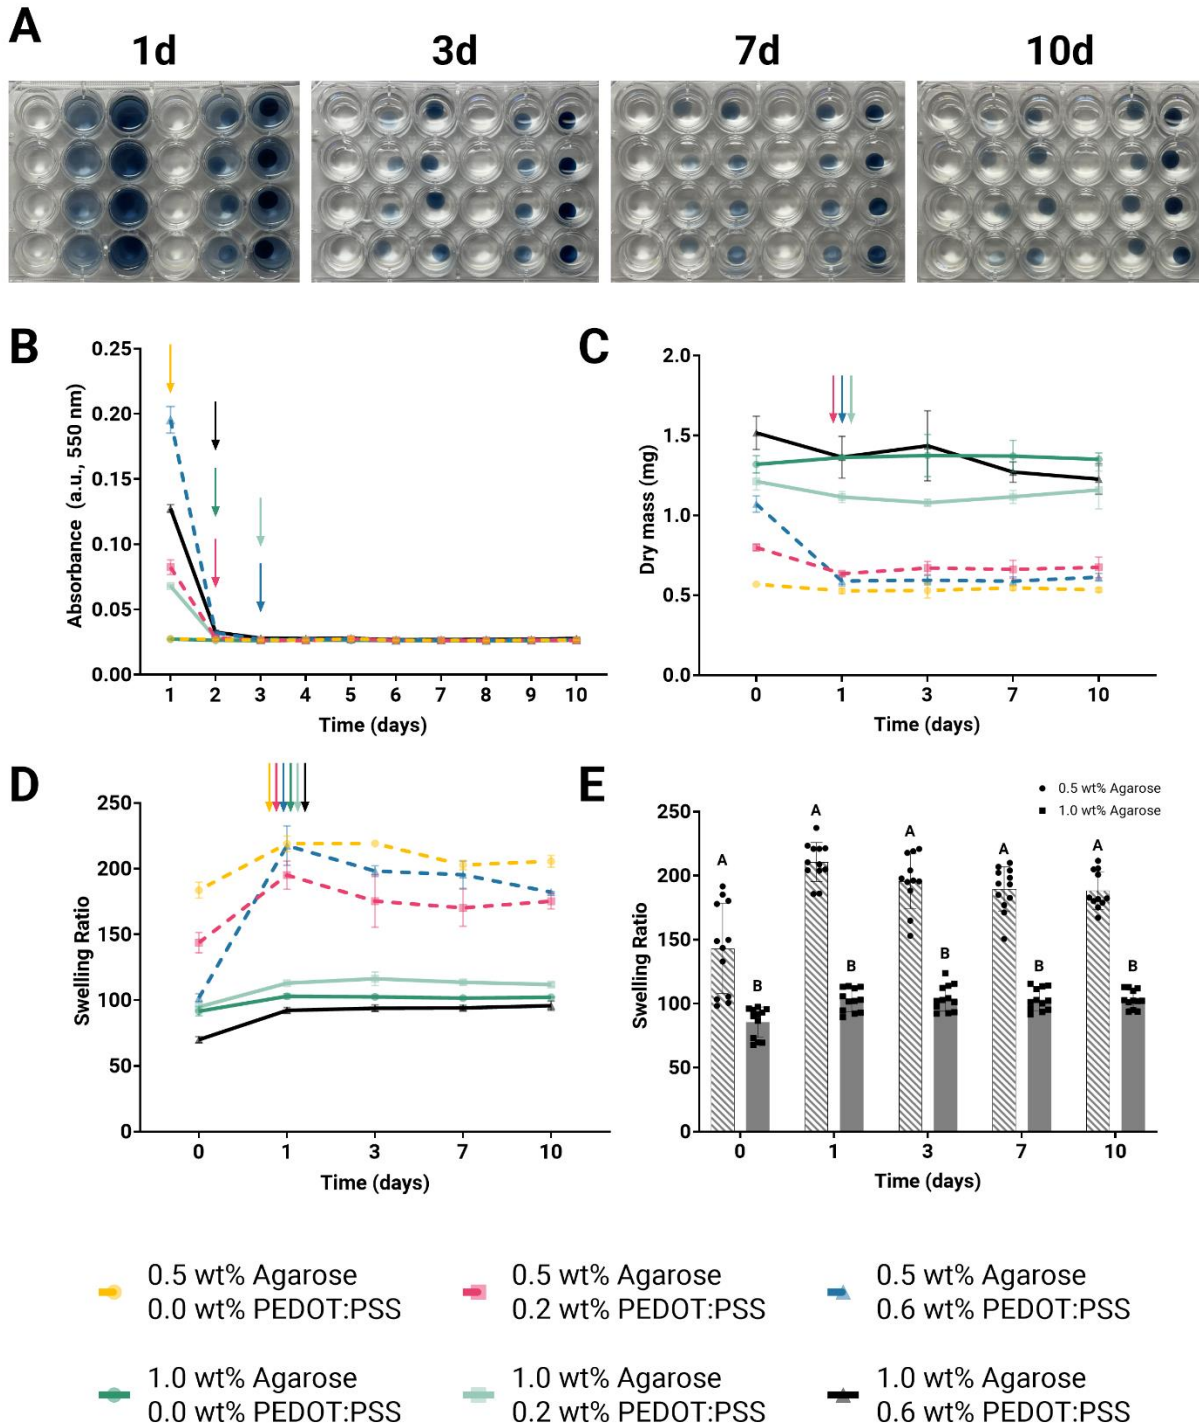 A
1d 3d 7d 10d
B
0.25
0.20
0.15
0.10
0.05
0.00
Absorbance (a.u., 550 nm)
1 2 3 4 5 6 7 8 9 10
Time (days)
C
2.0
1.5
1.0
0.5
0.0
Dry mass (mg)
0 1 3 7 10
Time (days)
D
250
200
150
100
50
0
Swelling Ratio
0 1 3 7 10
Time (days)
E
0.5 wt% Agarose
1.0 wt% Agarose
250
200
150
100
50
0
Swelling Ratio
A B A B A B A B A B
0 1 3 7 10
Time (days)
0.5 wt% Agarose
0.0 wt% PEDOT:PSS
0.5 wt% Agarose
0.2 wt% PEDOT:PSS
0.5 wt% Agarose
0.6 wt% PEDOT:PSS
1.0 wt% Agarose
0.0 wt% PEDOT:PSS
1.0 wt% Agarose
0.2 wt% PEDOT:PSS
1.0 wt% Agarose
0.6 wt% PEDOT:PSS